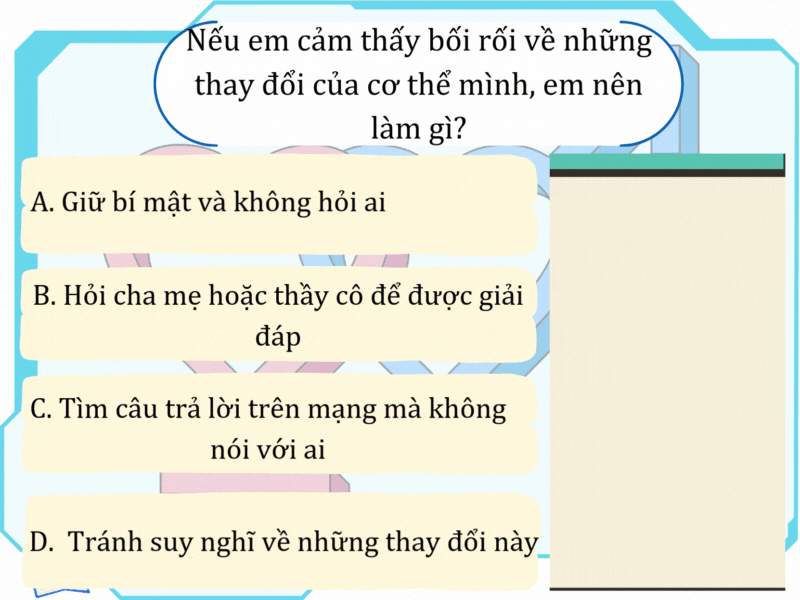 Nếu em cảm thấy bối rối về những
thay đổi của cơ thể mình, em nên
làm gì?
A. Giữ bí mật và không hỏi ai
B. Hỏi cha mẹ hoặc thầy cô để được giải
đáp
C. Tìm câu trả lời trên mạng mà không
nói với ai
D. Tránh suy nghĩ về những thay đổi này